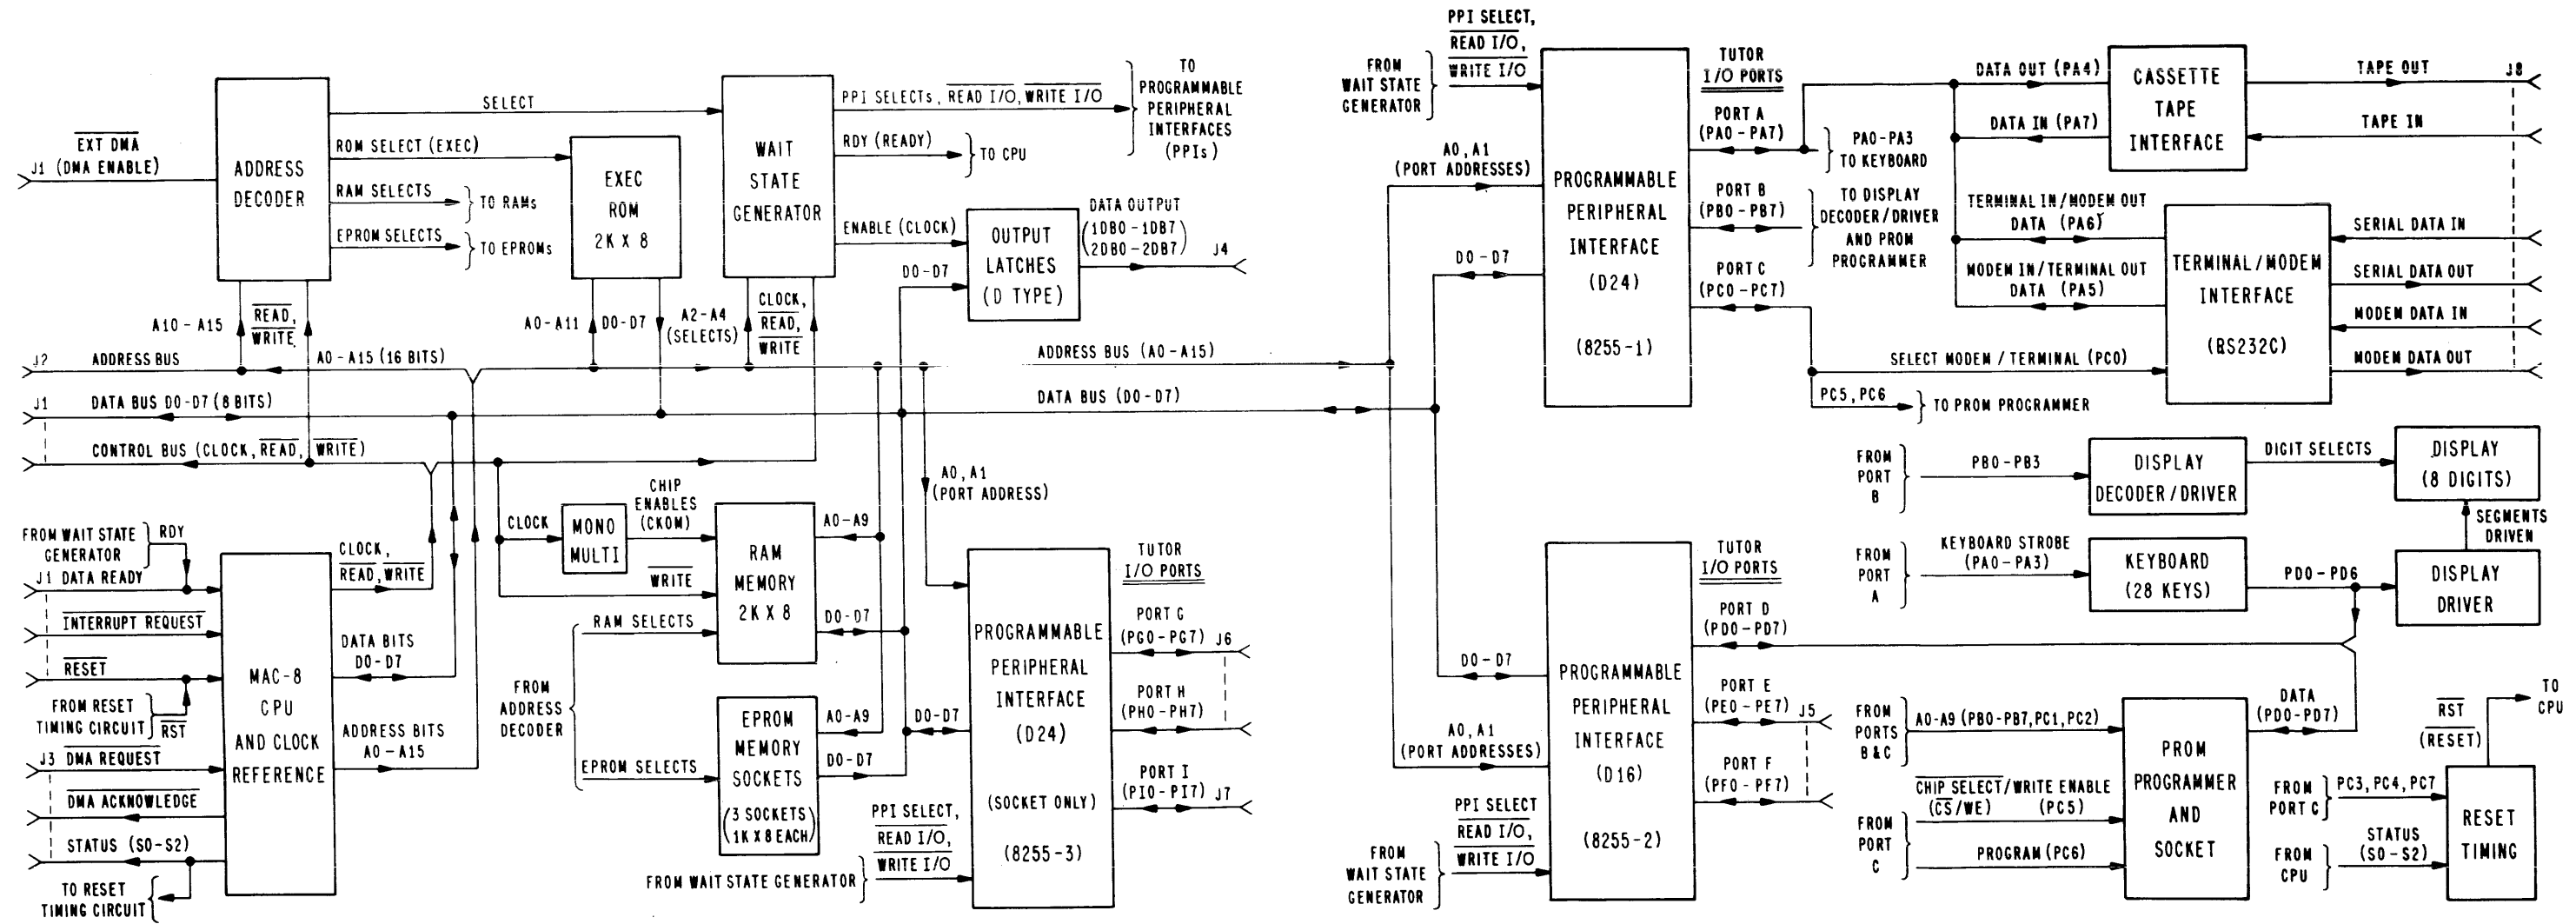 EXT DMA
J1 (DMA ENABLE)
ADDRESS
DECODER
SELECT
ROM SELECT (EXEC)
RAM SELECTS
TO RAMs
EPROM SELECTS
TO EPROMs
EXEC
ROM
2K X 8
WAIT
STATE
GENERATOR
PPI SELECTs, READ I/O, WRITE I/O
TO
PROGRAMMABLE
PERIPHERAL
INTERFACES
(PPIs)
RDY (READY)
TO CPU
ENABLE (CLOCK)
D0-D7
OUTPUT
LATCHES
(D TYPE)
DATA OUTPUT
(1DB0-1DB7
2DB0-2DB7)
J4
A10-A15
READ,
WRITE
A0-A11
D0-D7
A2-A4
(SELECTS)
CLOCK,
READ,
WRITE
J2
ADDRESS BUS
A0-A15 (16 BITS)
ADDRESS BUS (A0-A15)
J1
DATA BUS D0-D7 (8 BITS)
DATA BUS (D0-D7)
CONTROL BUS (CLOCK, READ, WRITE)
FROM WAIT STATE
GENERATOR
RDY
J1 DATA READY
INTERRUPT REQUEST
RESET
FROM RESET
TIMING CIRCUIT
RST
J3 DMA REQUEST
DMA ACKNOWLEDGE
STATUS (S0-S2)
TO RESET
TIMING CIRCUIT
MAC-8
CPU
AND CLOCK
REFERENCE
CLOCK,
READ, WRITE
DATA BITS
D0-D7
ADDRESS BITS
A0-A15
CLOCK
MONO
MULTI
CHIP
ENABLES
(CKOM)
WRITE
RAM SELECTS
RAM
MEMORY
2K X 8
A0-A9
D0-D7
FROM
ADDRESS
DECODER
EPROM SELECTS
EPROM
MEMORY
SOCKETS
(3 SOCKETS
1K X 8 EACH)
A0-A9
D0-D7
A0, A1
(PORT ADDRESS)
D0-D7
PPI SELECT,
READ I/O,
WRITE I/O
FROM WAIT STATE GENERATOR
PROGRAMMABLE
PERIPHERAL
INTERFACE
(D24)
(SOCKET ONLY)
(8255-3)
TUTOR
I/O PORTS
PORT G
(PG0-PG7)
J6
PORT H
(PH0-PH7)
PORT I
(PI0-PI7)
J7
PPI SELECT,
READ I/O,
WRITE I/O
FROM
WAIT STATE
GENERATOR
A0, A1
(PORT ADDRESSES)
D0-D7
PROGRAMMABLE
PERIPHERAL
INTERFACE
(D24)
(8255-1)
TUTOR
I/O PORTS
PORT A
(PA0-PA7)
PA0-PA3
TO KEYBOARD
PORT B
(PB0-PB7)
TO DISPLAY
DECODER/DRIVER
AND PROM
PROGRAMMER
PORT C
(PC0-PC7)
DATA OUT (PA4)
DATA IN (PA7)
CASSETTE
TAPE
INTERFACE
TAPE OUT
J8
TAPE IN
TERMINAL IN/MODEM OUT
DATA (PA6)
MODEM IN/TERMINAL OUT
DATA (PA5)
TERMINAL/MODEM
INTERFACE
(RS232C)
SERIAL DATA IN
SERIAL DATA OUT
MODEM DATA IN
MODEM DATA OUT
SELECT MODEM / TERMINAL (PC0)
PC5, PC6
TO PROM PROGRAMMER
FROM
PORT
B
PB0-PB3
DISPLAY
DECODER/DRIVER
DIGIT SELECTS
DISPLAY
(8 DIGITS)
SEGMENTS
DRIVEN
FROM
PORT
A
KEYBOARD STROBE
(PA0-PA3)
KEYBOARD
(28 KEYS)
PD0-PD6
DISPLAY
DRIVER
D0-D7
A0, A1
(PORT ADDRESSES)
PPI SELECT
READ I/O,
WRITE I/O
FROM
WAIT STATE
GENERATOR
PROGRAMMABLE
PERIPHERAL
INTERFACE
(D16)
(8255-2)
TUTOR
I/O PORTS
PORT D
(PD0-PD7)
PORT E
(PE0-PE7)
J5
PORT F
(PF0-PF7)
FROM
PORTS
B & C
A0-A9 (PB0-PB7, PC1, PC2)
CHIP SELECT/WRITE ENABLE
(CS/WE) (PC5)
FROM
PORT
C
PROGRAM (PC6)
PROM
PROGRAMMER
AND
SOCKET
DATA
(PD0-PD7)
RST
(RESET)
TO
CPU
FROM
PORT C
PC3, PC4, PC7
FROM
CPU
STATUS
(S0-S2)
RESET
TIMING